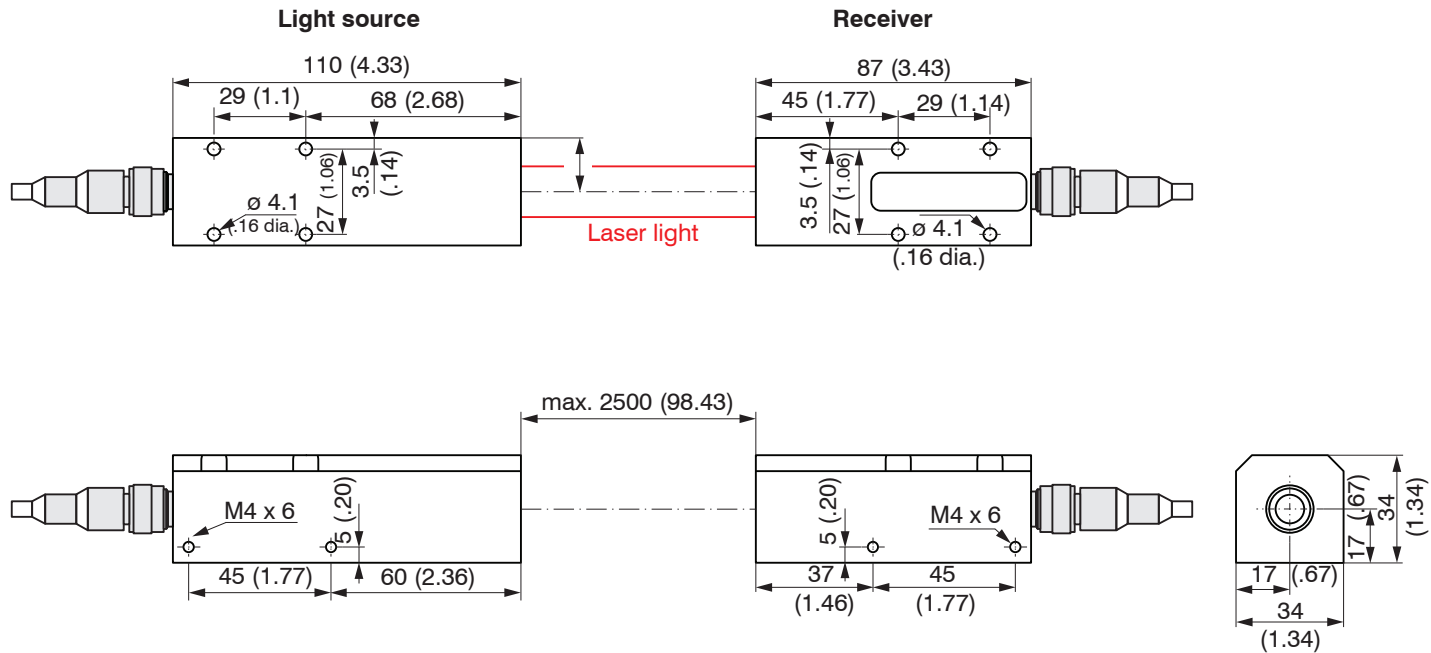 Light source
Receiver
110 (4.33)
87 (3.43)
29 (1.1)
68 (2.68)
45 (1.77)
29 (1.14)
ø 4.1
(.16 dia.)
27 (1.06)
3.5
(.14)
Laser light
3.5 (.14)
27 (1.06)
ø 4.1
(.16 dia.)
max. 2500 (98.43)
M4 x 6
5 (.20)
45 (1.77)
60 (2.36)
5 (.20)
M4 x 6
37
(1.46)
45
(1.77)
17 (.67)
34
(1.34)
17 (.67)
34
(1.34)